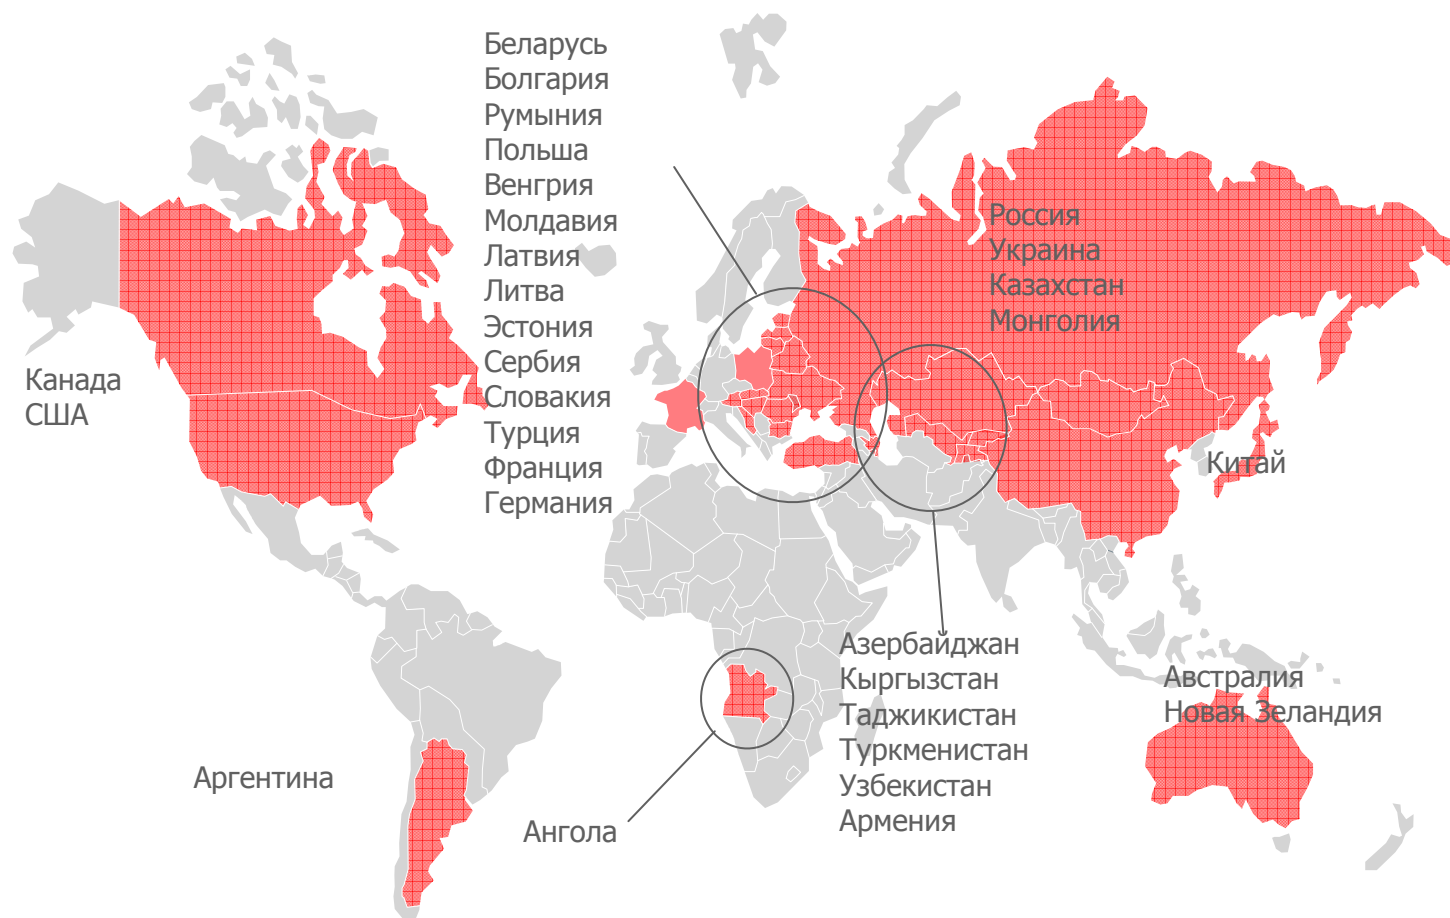 Беларусь
Болгария
Румыния
Польша
Венгрия
Молдавия
Латвия
Литва
Эстония
Сербия
Словакия
Турция
Франция
Германия
Россия
Украина
Казахстан
Монголия
Канада
США
Китай
Азербайджан
Кыргызстан
Таджикистан
Туркменистан
Узбекистан
Армения
Австралия
Новая Зеландия
Аргентина
Ангола